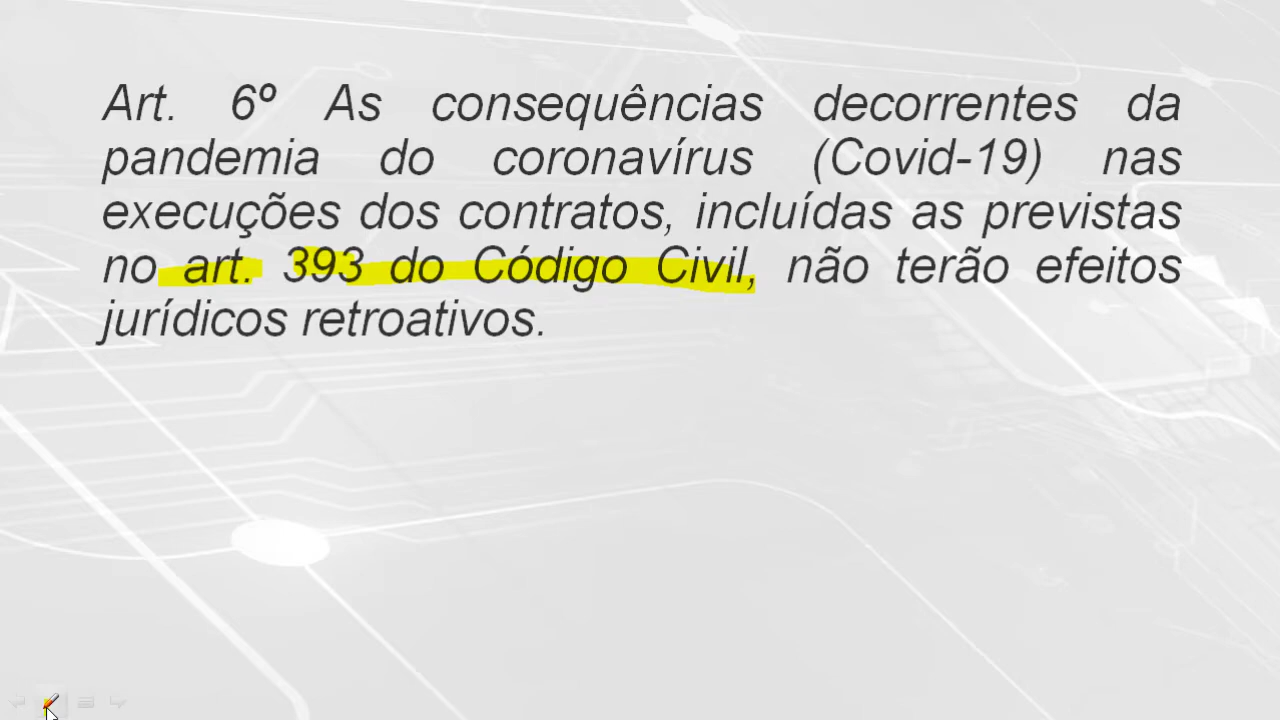 Art. 6º As consequências decorrentes da
pandemia do coronavírus (Covid-19) nas
execuções dos contratos, incluídas as previstas
no art. 393 do Código Civil, não terão efeitos
jurídicos retroativos.